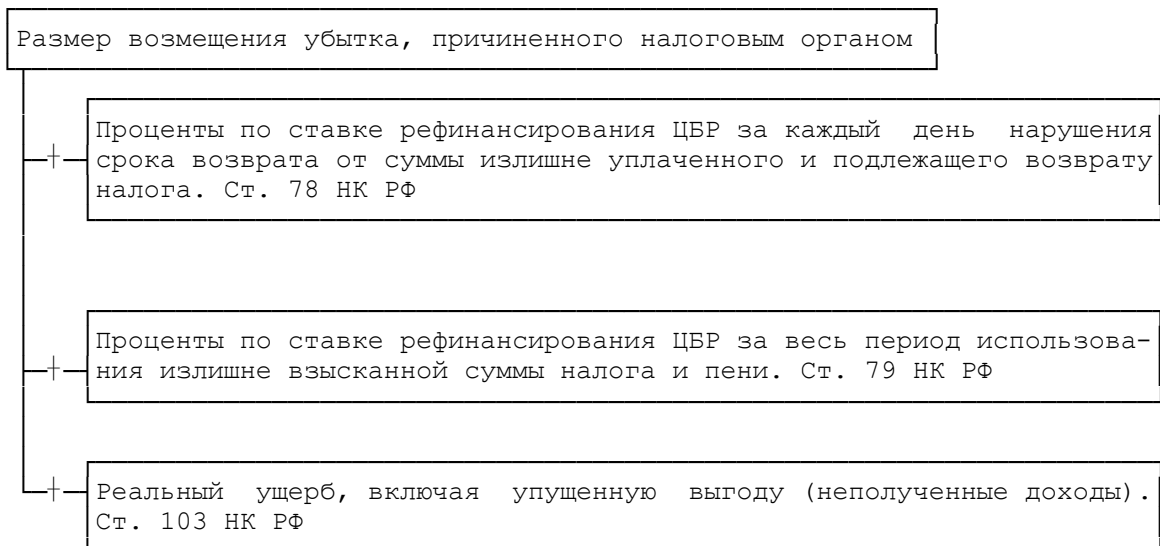 Размер возмещения убытка, причиненного налоговым органом
Проценты по ставке рефинансирования ЦБР за каждый день нарушения
срока возврата от суммы излишне уплаченного и подлежащего возврату
налога. Ст. 78 НК РФ
Проценты по ставке рефинансирования ЦБР за весь период использова-
ния излишне взысканной суммы налога и пени. Ст. 79 НК РФ
Реальный ущерб, включая упущенную выгоду (неполученные доходы).
Ст. 103 НК РФ